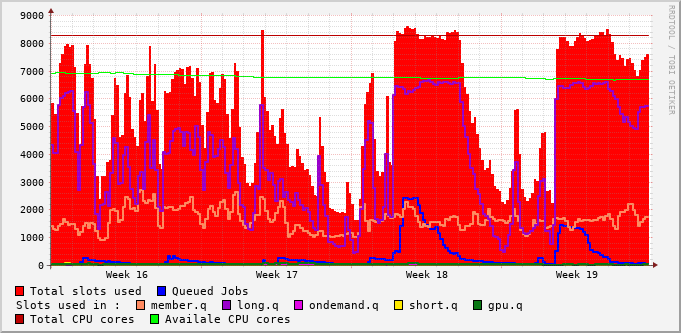 9000
8000
7000
6000
5000
4000
3000
2000
1000
0
Week 16 Week 17 Week 18 Week 19
RRDTOOL / TOBI OETIKER
Total slots used Queued Jobs
Slots used in : member.q long.q ondemand.q short.q gpu.q
Total CPU cores Availale CPU cores